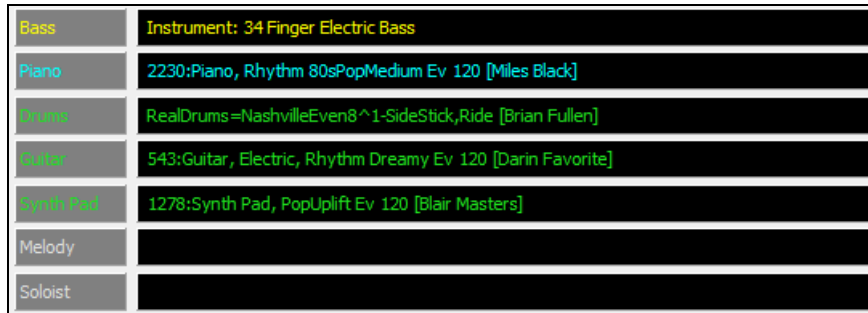 Bass Instrument: 34 Finger Electric Bass
Piano 2230:Piano, Rhythm 80sPopMedium Ev 120 [Miles Black]
Drums RealDrums=NashvilleEven8^1-SideStick,Ride [Brian Fullen]
Guitar 543:Guitar, Electric, Rhythm Dreamy Ev 120 [Darin Favorite]
Synth Pad 1278:Synth Pad, PopUplift Ev 120 [Blair Masters]
Melody
Soloist